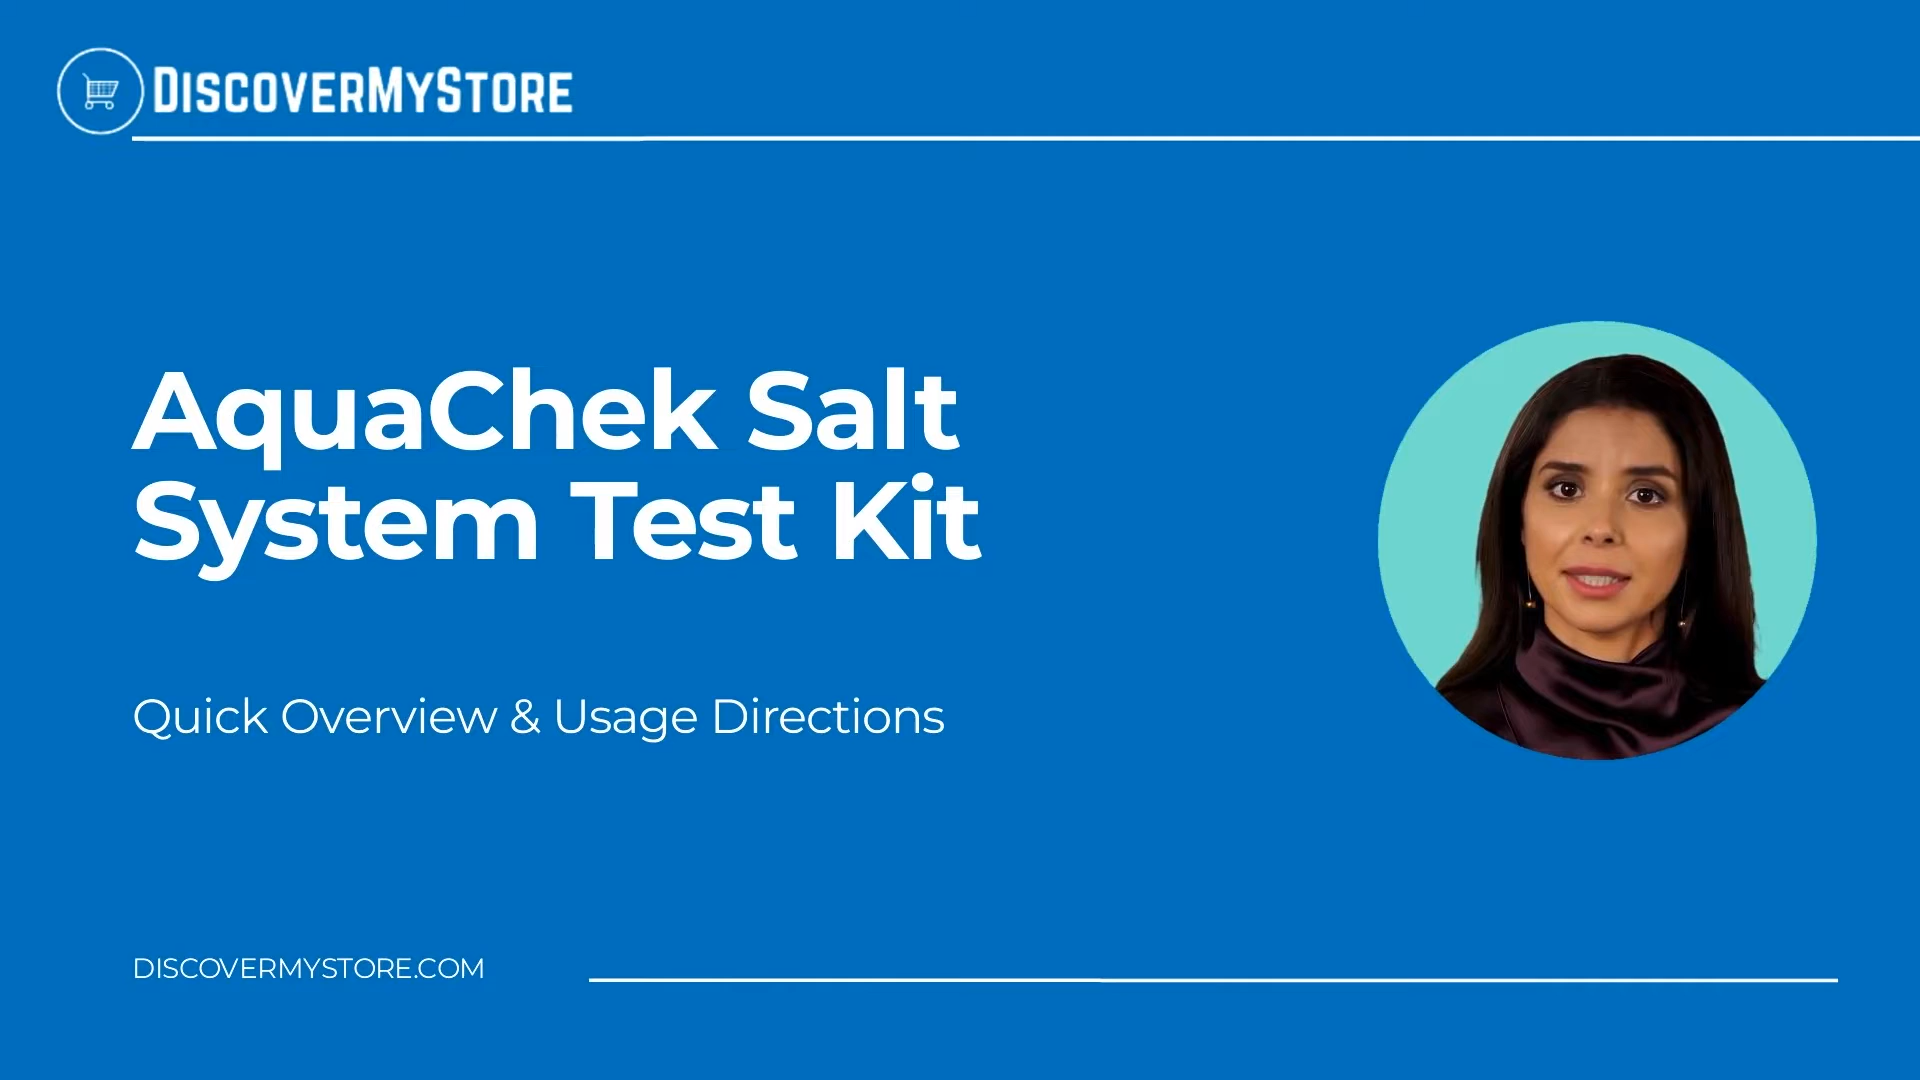 DISCOVERMYSTORE
AquaChek Salt
System Test Kit
Quick Overview & Usage Directions
DISCOVERMYSTORE.COM